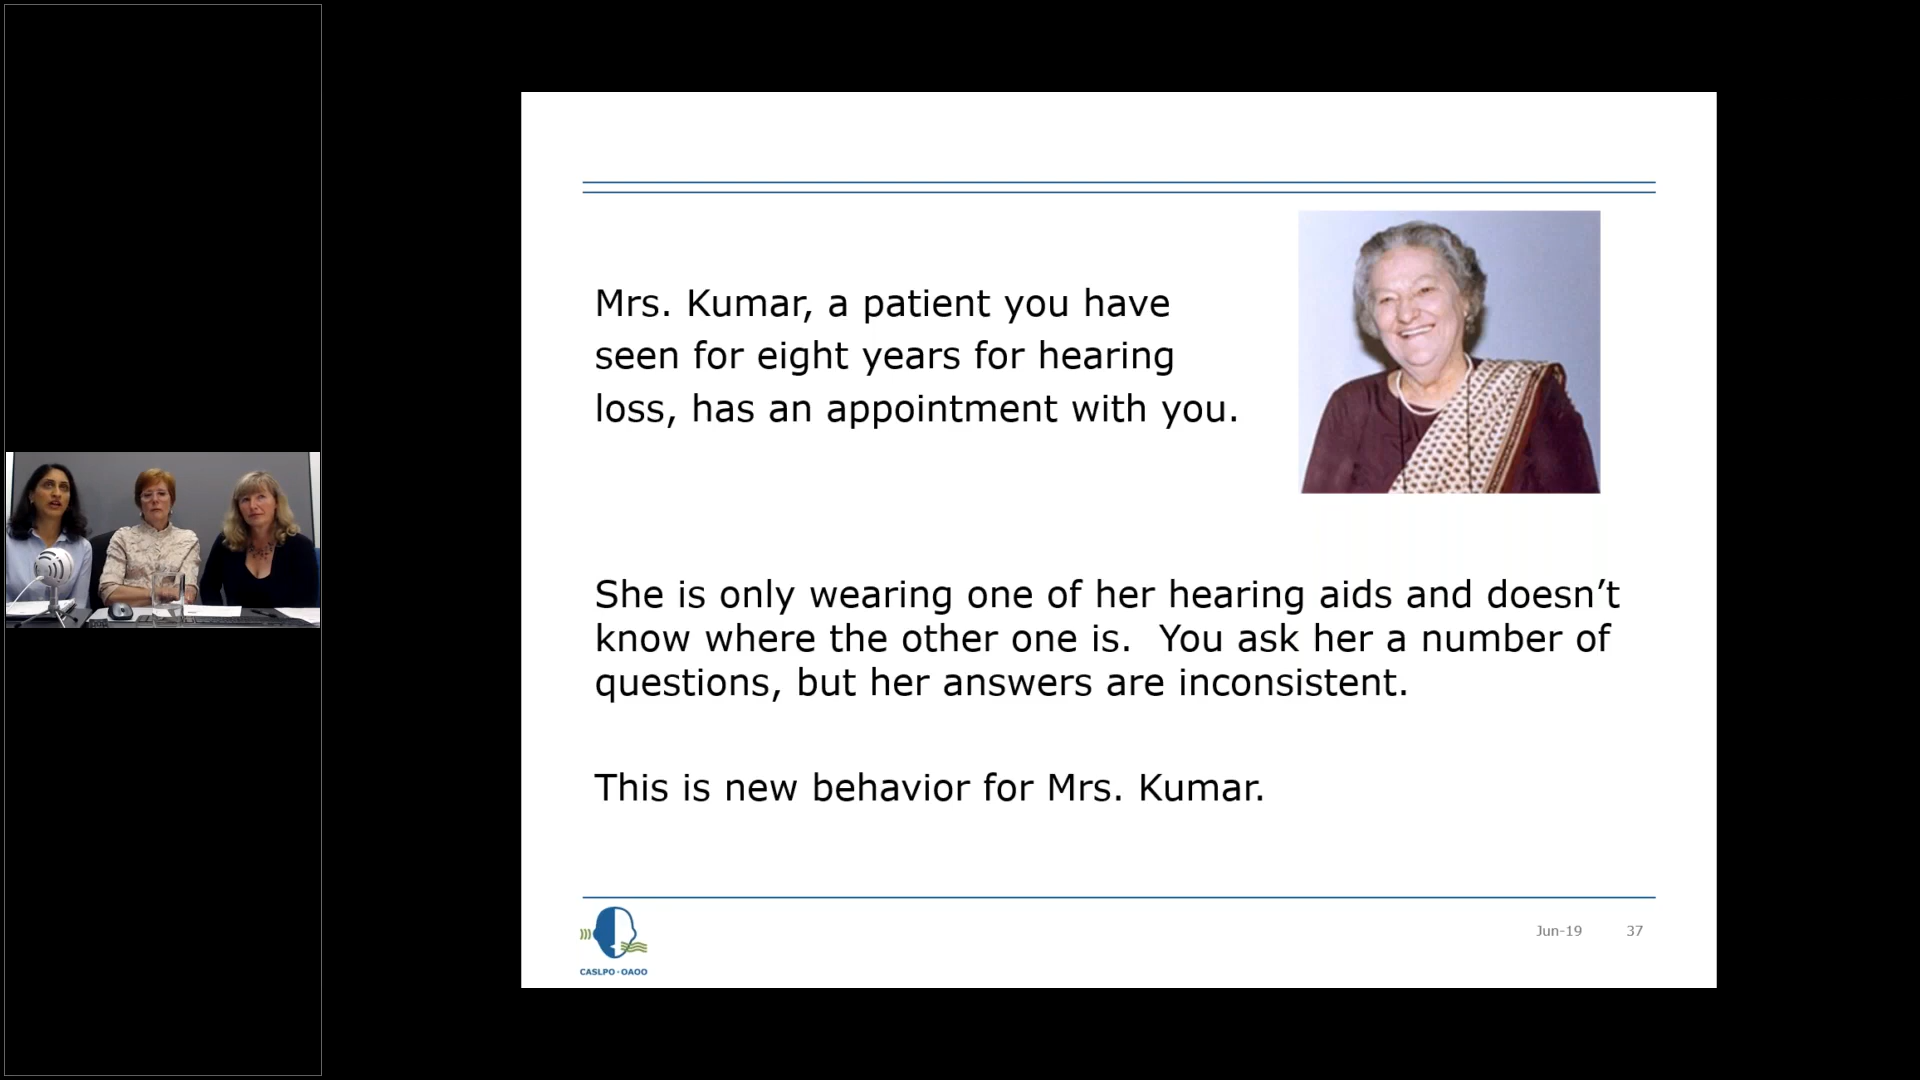 Mrs. Kumar, a patient you have
seen for eight years for hearing
loss, has an appointment with you.
She is only wearing one of her hearing aids and doesn’t
know where the other one is.  You ask her a number of
questions, but her answers are inconsistent.
This is new behavior for Mrs. Kumar.
CASLPO•OAOO
Jun-19 37